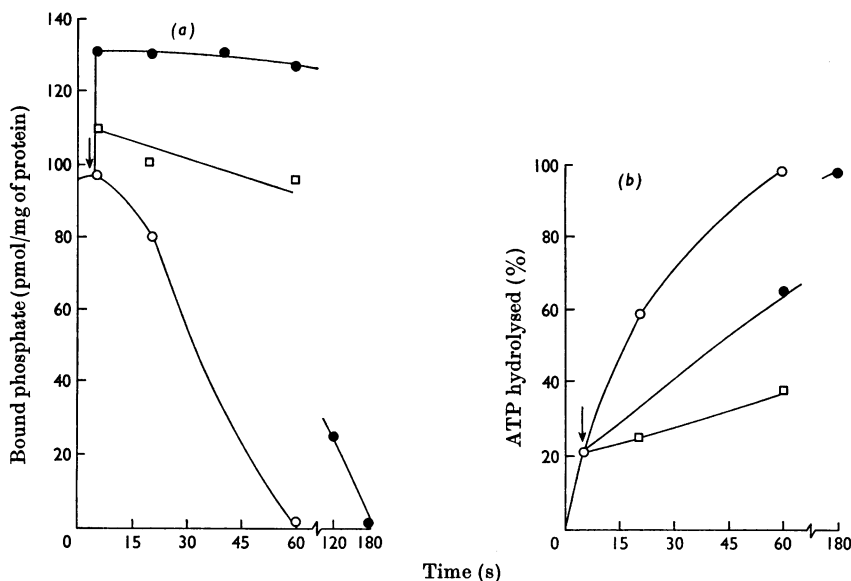 (a)
140
120
100
80
60
40
20
0 15 30 45 60 120 180
Bound phosphate (pmol/mg of protein)
(b)
100
80
60
40
20
0 15 30 45 60 180
ATP hydrolysed (%)
Time (s)